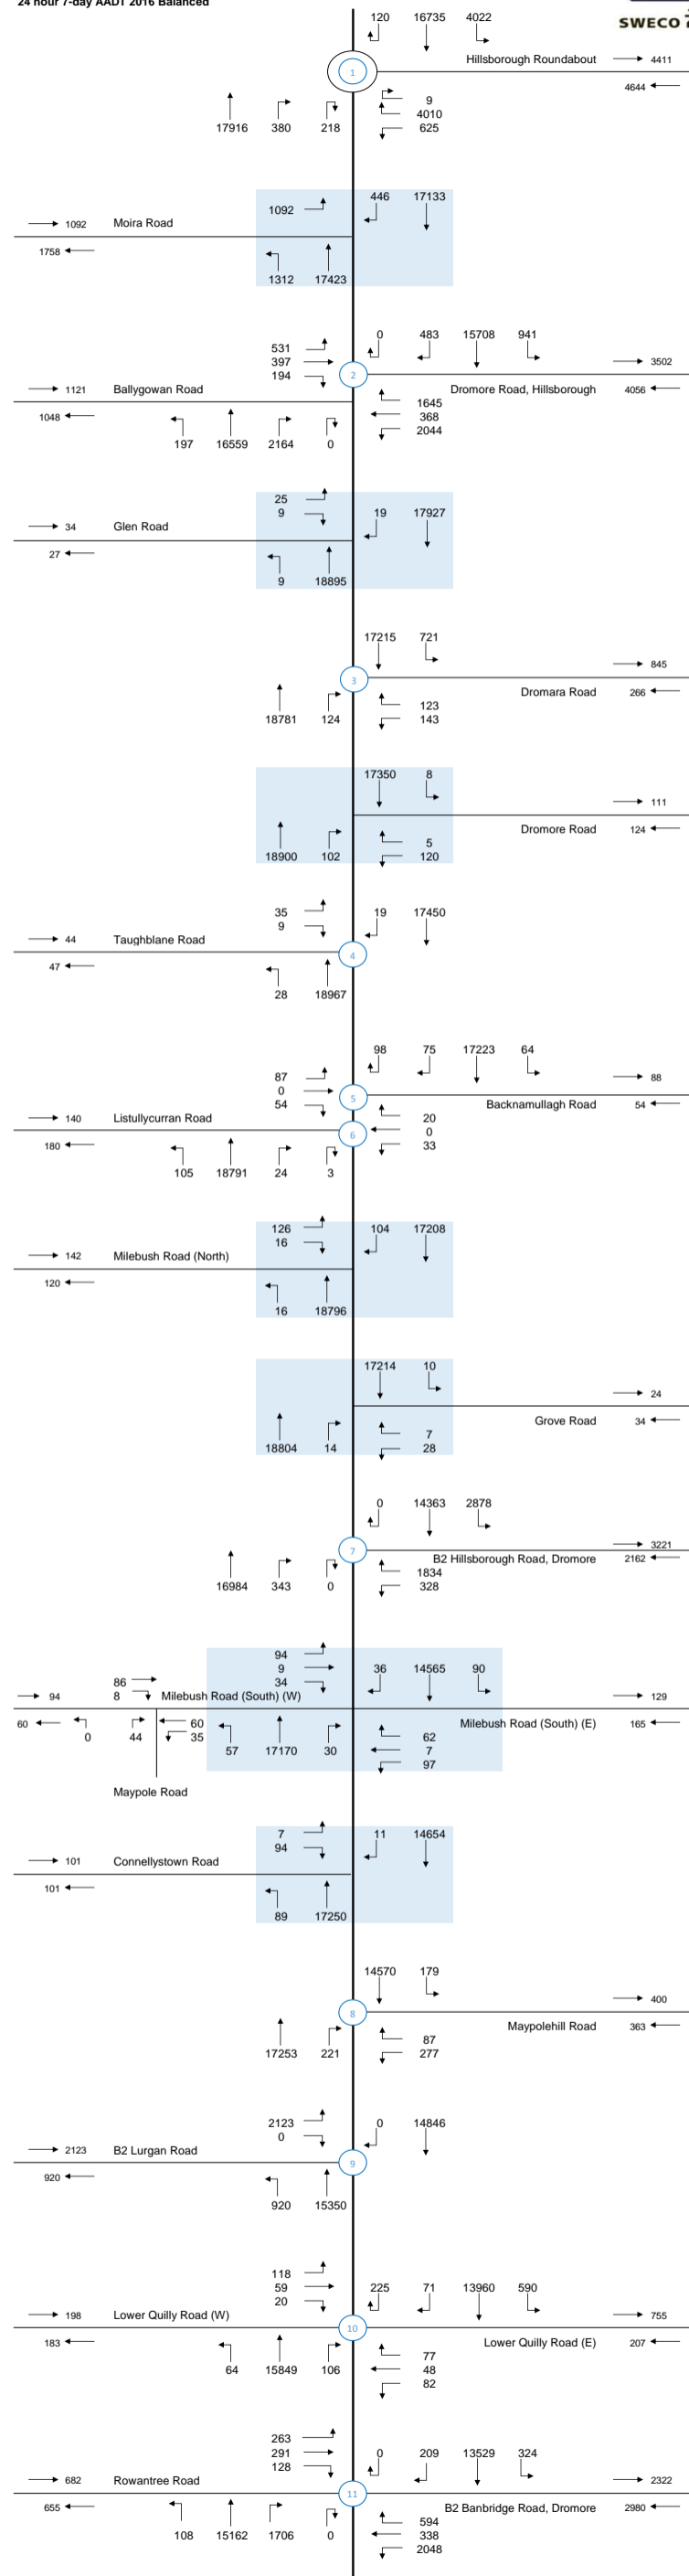 24 hour 7-day AADT 2016 Balanced
SWECO
120 16735 4022
Hillsborough Roundabout 4411
1
4644
9
4010
17916 380 218 625
1092 446 17133
1092 Moira Road
1758
1312 17423
0 483 15708 941
531
397
194
2
3502
1121 Ballygowan Road
Dromore Road, Hillsborough 4056
1645
1048
368
197 16559 2164 0
2044
25
9
19 17927
34 Glen Road
27
9 18895
17215 721
845
3
Dromara Road 266
123
18781 124 143
17350 8
111
Dromore Road 124
5
18900 102 120
35
9
19 17450
44 Taughblane Road
4
47
28 18967
98 75 17223 64
87
0
54
88
5
Backnamullagh Road 54
140 Listullycurran Road
20
0
6
180
33
105 18791 24 3
126
16
104 17208
142 Milebush Road (North)
120
16 18796
17214 10
24
Grove Road 34
7
18804 14 28
0 14363 2878
3221
7
B2 Hillsborough Road, Dromore 2162
1834
16984 343 0 328
94
9
34
36 14565 90
86
8
94 Milebush Road (South) (W)
129
60
Milebush Road (South) (E) 165
60
0 44 35
62
7
57 17170 30
97
Maypole Road
7
94
11 14654
101 Connellystown Road
101
89 17250
14570 179
400
8
Maypolehill Road 363
87
17253 221 277
2123
0
0 14846
2123 B2 Lurgan Road
9
920
920 15350
118
59
20
225 71 13960 590
198 Lower Quilly Road (W)
755
10
183
Lower Quilly Road (E) 207
77
64 15849 106 48
82
263
291
128
0 209 13529 324
682 Rowantree Road
2322
11
655
B2 Banbridge Road, Dromore 2980
594
108 15162 1706 0 338
2048